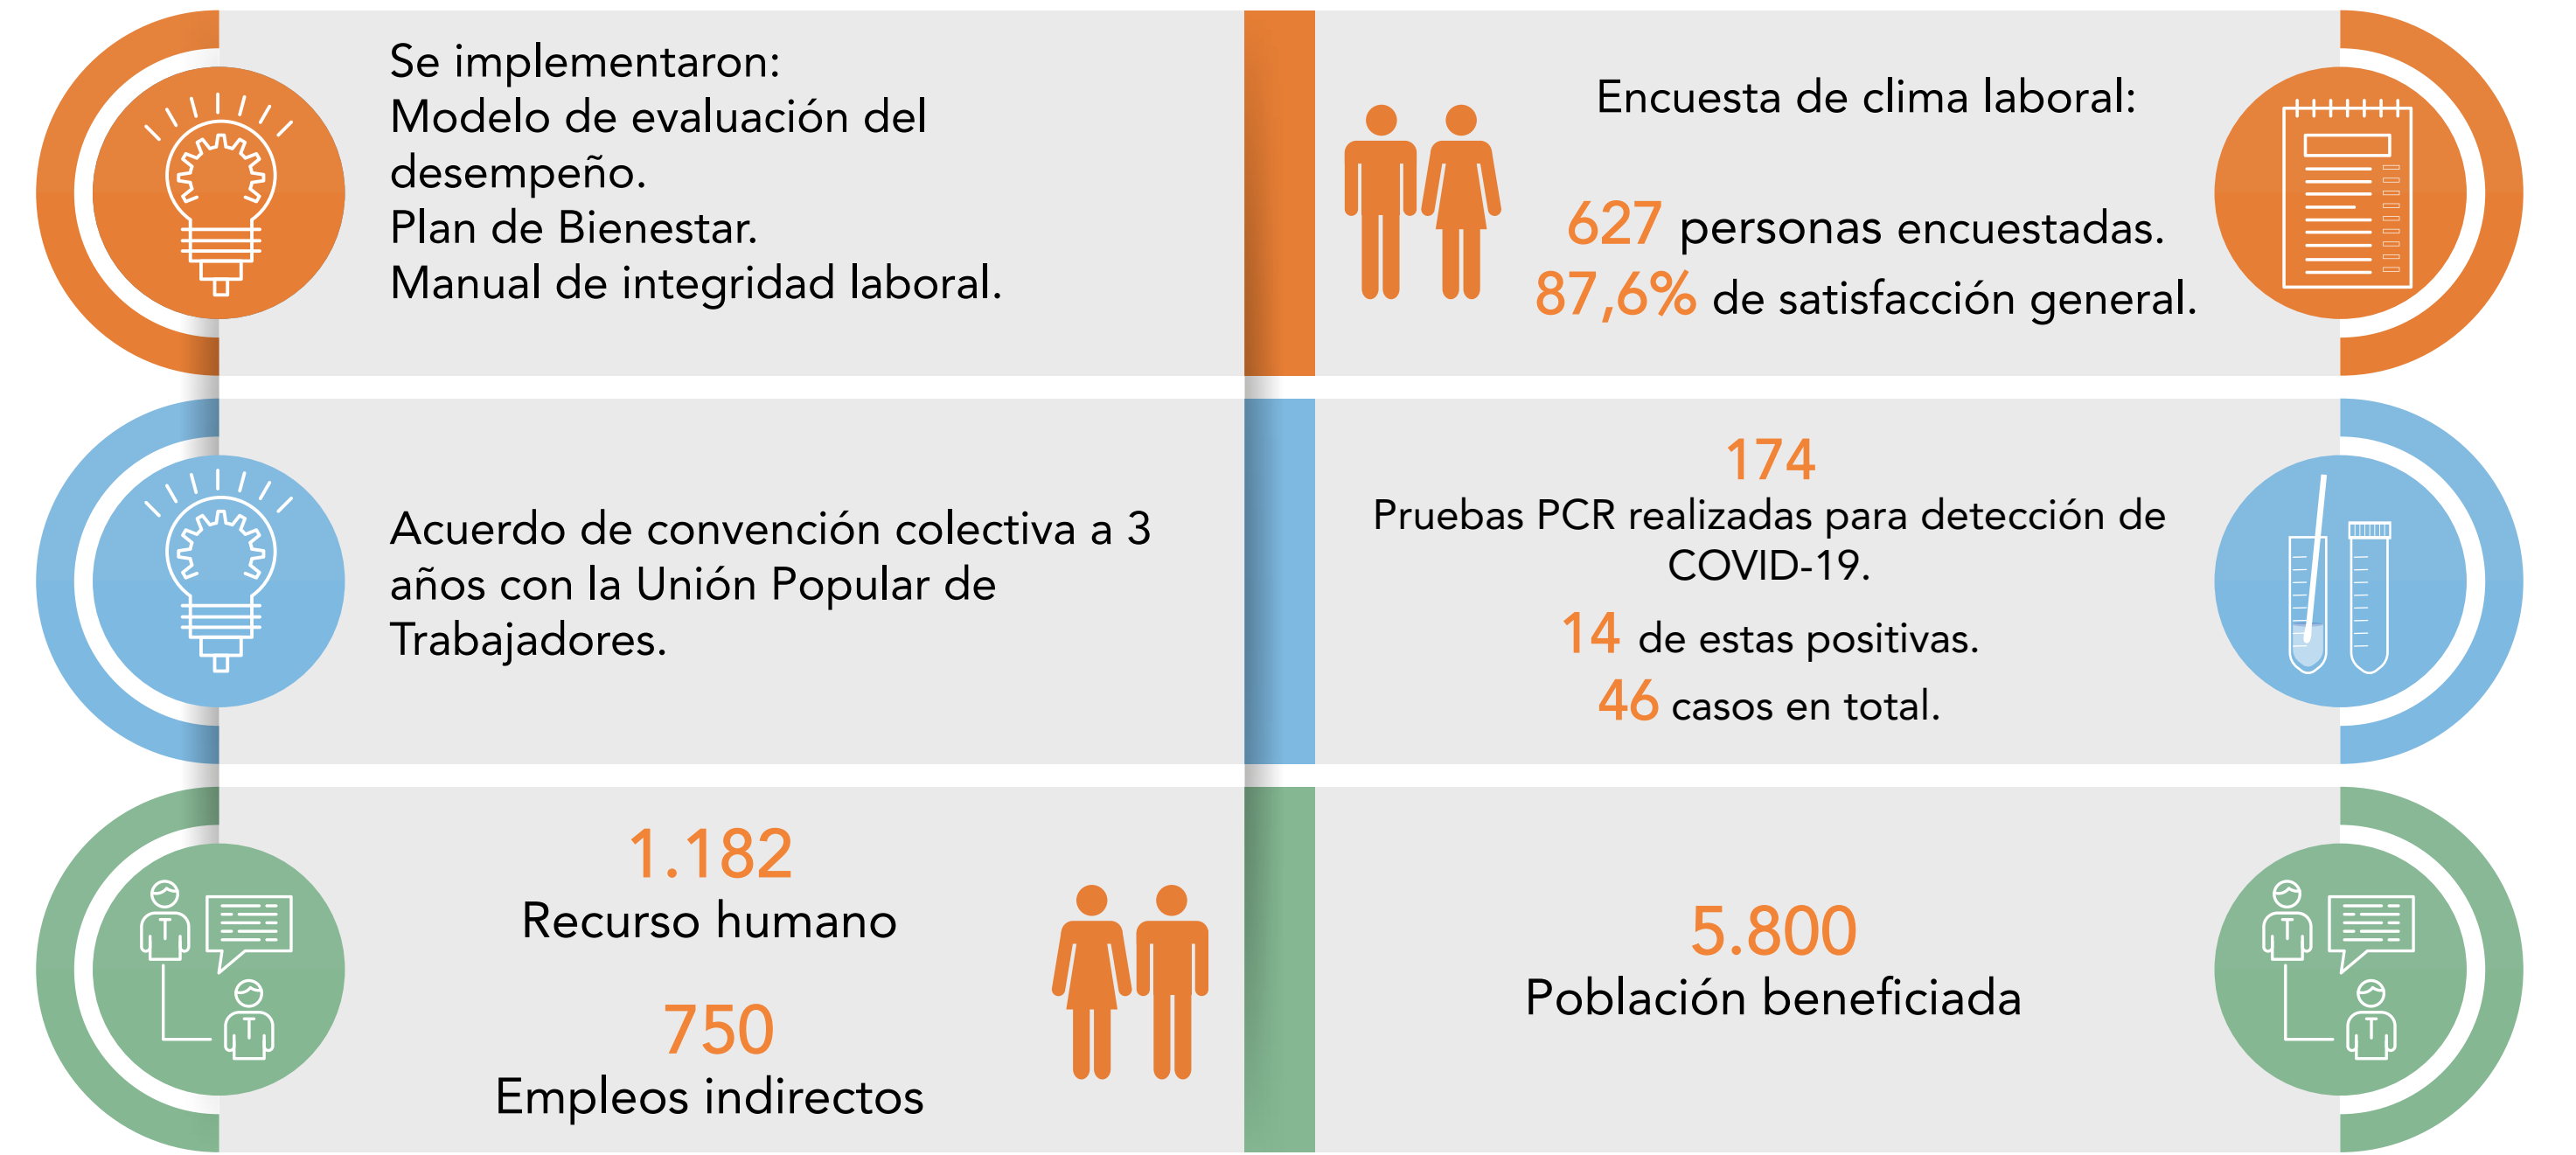 Se implementaron:
Modelo de evaluación del
desempeño.
Plan de Bienestar.
Manual de integridad laboral.
Encuesta de clima laboral:
627 personas encuestadas.
87,6% de satisfacción general.
Acuerdo de convención colectiva a 3
años con la Unión Popular de
Trabajadores.
174
Pruebas PCR realizadas para detección de
COVID-19.
14 de estas positivas.
46 casos en total.
1.182
Recurso humano
750
Empleos indirectos
5.800
Población beneficiada